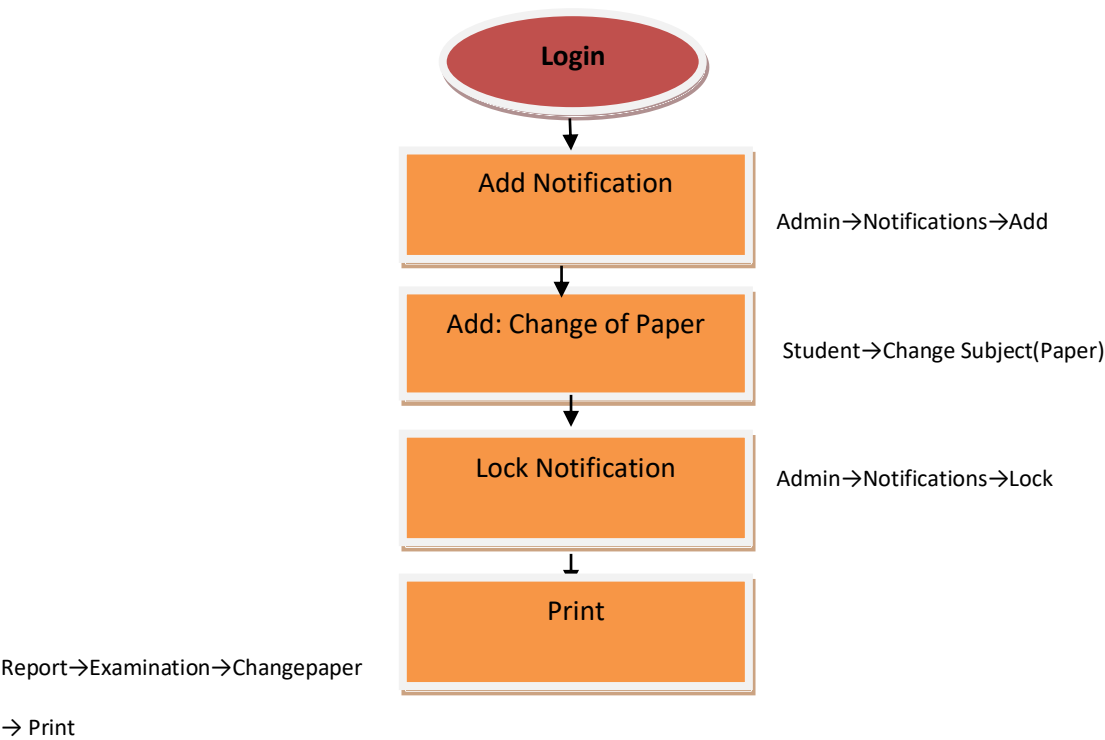 Login
Add Notification
Admin→Notifications→Add
Add: Change of Paper
Student→Change Subject(Paper)
Lock Notification
Admin→Notifications→Lock
Print
Report→Examination→Changepaper
→ Print